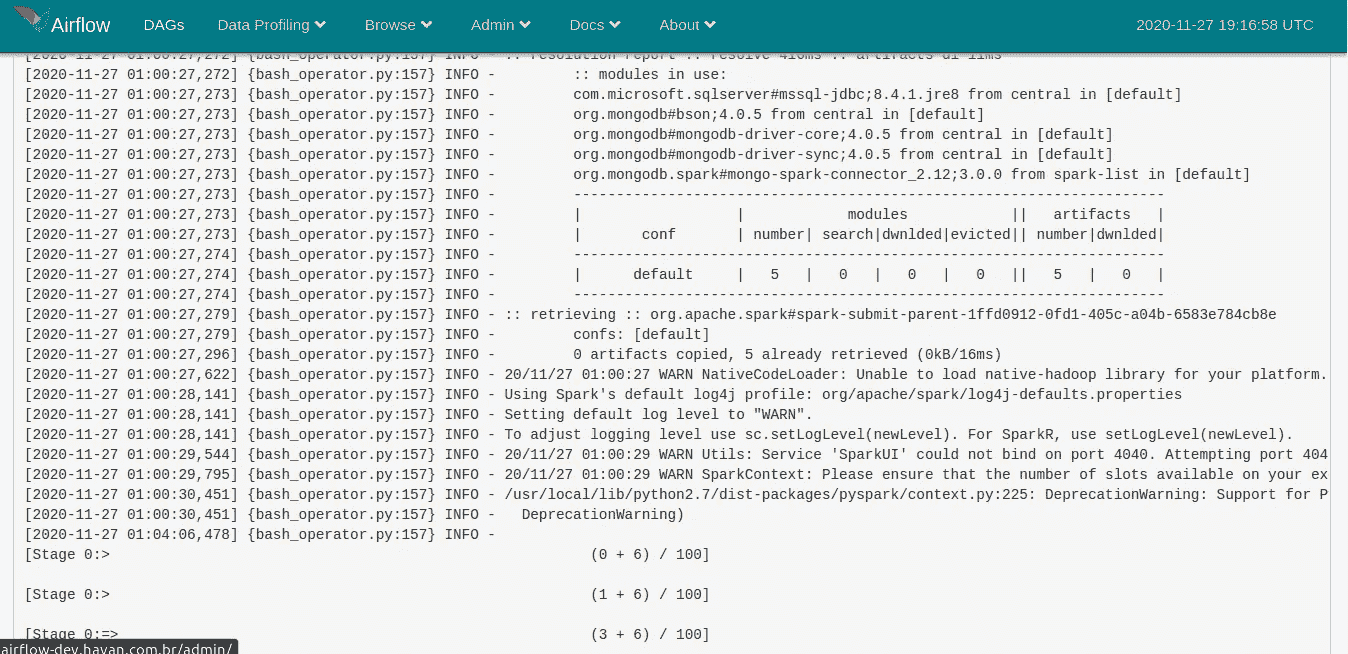 Airflow DAGs Data Profiling Browse Admin Docs About 2020-11-27 19:16:58 UTC
:: resolution report :: resolve 410ms :: artifacts dl 11ms
[2020-11-27 01:00:27,272] {bash_operator.py:157} INFO - :: modules in use:
[2020-11-27 01:00:27,273] {bash_operator.py:157} INFO - com.microsoft.sqlserver#mssql-jdbc;8.4.1.jre8 from central in [default]
[2020-11-27 01:00:27,273] {bash_operator.py:157} INFO - org.mongodb#bson;4.0.5 from central in [default]
[2020-11-27 01:00:27,273] {bash_operator.py:157} INFO - org.mongodb#mongodb-driver-core;4.0.5 from central in [default]
[2020-11-27 01:00:27,273] {bash_operator.py:157} INFO - org.mongodb#mongodb-driver-sync;4.0.5 from central in [default]
[2020-11-27 01:00:27,273] {bash_operator.py:157} INFO - org.mongodb.spark#mongo-spark-connector_2.12;3.0.0 from spark-list in [default]
[2020-11-27 01:00:27,273] {bash_operator.py:157} INFO - ---------------------------------------------------------------------
[2020-11-27 01:00:27,273] {bash_operator.py:157} INFO - |                  |            modules            ||   artifacts   |
[2020-11-27 01:00:27,273] {bash_operator.py:157} INFO - |       conf       | number| search|dwnlded|evicted|| number|dwnlded|
[2020-11-27 01:00:27,274] {bash_operator.py:157} INFO - ---------------------------------------------------------------------
[2020-11-27 01:00:27,274] {bash_operator.py:157} INFO - |      default     |   5   |   0   |   0   |   0   ||   5   |   0   |
[2020-11-27 01:00:27,274] {bash_operator.py:157} INFO - ---------------------------------------------------------------------
[2020-11-27 01:00:27,279] {bash_operator.py:157} INFO - :: retrieving :: org.apache.spark#spark-submit-parent-1ffd0912-0fd1-405c-a04b-6583e784cb8e
[2020-11-27 01:00:27,279] {bash_operator.py:157} INFO - confs: [default]
[2020-11-27 01:00:27,296] {bash_operator.py:157} INFO - 0 artifacts copied, 5 already retrieved (0kB/16ms)
[2020-11-27 01:00:27,622] {bash_operator.py:157} INFO - 20/11/27 01:00:27 WARN NativeCodeLoader: Unable to load native-hadoop library for your platform.
[2020-11-27 01:00:28,141] {bash_operator.py:157} INFO - Using Spark's default log4j profile: org/apache/spark/log4j-defaults.properties
[2020-11-27 01:00:28,141] {bash_operator.py:157} INFO - Setting default log level to "WARN".
[2020-11-27 01:00:28,141] {bash_operator.py:157} INFO - To adjust logging level use sc.setLogLevel(newLevel). For SparkR, use setLogLevel(newLevel).
[2020-11-27 01:00:29,544] {bash_operator.py:157} INFO - 20/11/27 01:00:29 WARN Utils: Service 'SparkUI' could not bind on port 4040. Attempting port 404
[2020-11-27 01:00:29,795] {bash_operator.py:157} INFO - 20/11/27 01:00:29 WARN SparkContext: Please ensure that the number of slots available on your ex
[2020-11-27 01:00:30,451] {bash_operator.py:157} INFO - /usr/local/lib/python2.7/dist-packages/pyspark/context.py:225: DeprecationWarning: Support for P
[2020-11-27 01:00:30,451] {bash_operator.py:157} INFO - DeprecationWarning)
[2020-11-27 01:04:06,478] {bash_operator.py:157} INFO -
[Stage 0:> (0 + 6) / 100]
[Stage 0:> (1 + 6) / 100]
[Stage 0:=> (3 + 6) / 100]
airflow-dev.havan.com.br/admin/